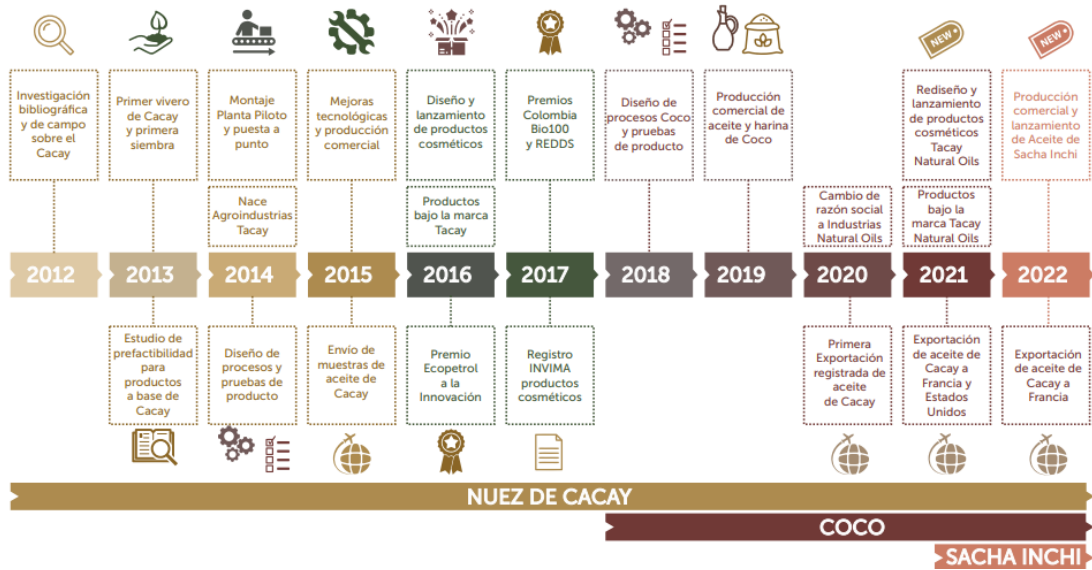 NEW
NEW
Investigación
bibliográfica
y de campo
sobre el
Cacay
Primer vivero
de Cacay
y primera
siembra
Montaje
Planta Piloto
y puesta a
punto
Mejoras
tecnológicas
y producción
comercial
Diseño y
lanzamiento
de productos
cosméticos
Premios
Colombia
Bio100
y REDDS
Diseño de
procesos Coco
y pruebas
de producto
Producción
comercial de
aceite y harina
de Coco
Rediseño y
lanzamiento
de productos
cosméticos
Tacay
Natural Oils
Producción
comercial y
lanzamiento
de Aceite de
Sacha Inchi
Nace
Agroindustrias
Tacay
Productos
bajo la marca
Tacay
Cambio de
razón social
a Industrias
Natural Oils
Productos
bajo la
marca Tacay
Natural Oils
2012
2013
2014
2015
2016
2017
2018
2019
2020
2021
2022
Estudio de
prefactibilidad
para
productos
a base de
Cacay
Diseño de
procesos y
pruebas de
producto
Envío de
muestras de
aceite de
Cacay
Premio
Ecopetrol
a la
Innovación
Registro
INVIMA
productos
cosméticos
Primera
Exportación
registrada de
aceite
de Cacay
Exportación
de aceite de
Cacay a
Francia y
Estados
Unidos
Exportación
de aceite de
Cacay a
Francia
NUEZ DE CACAY
COCO
SACHA INCHI